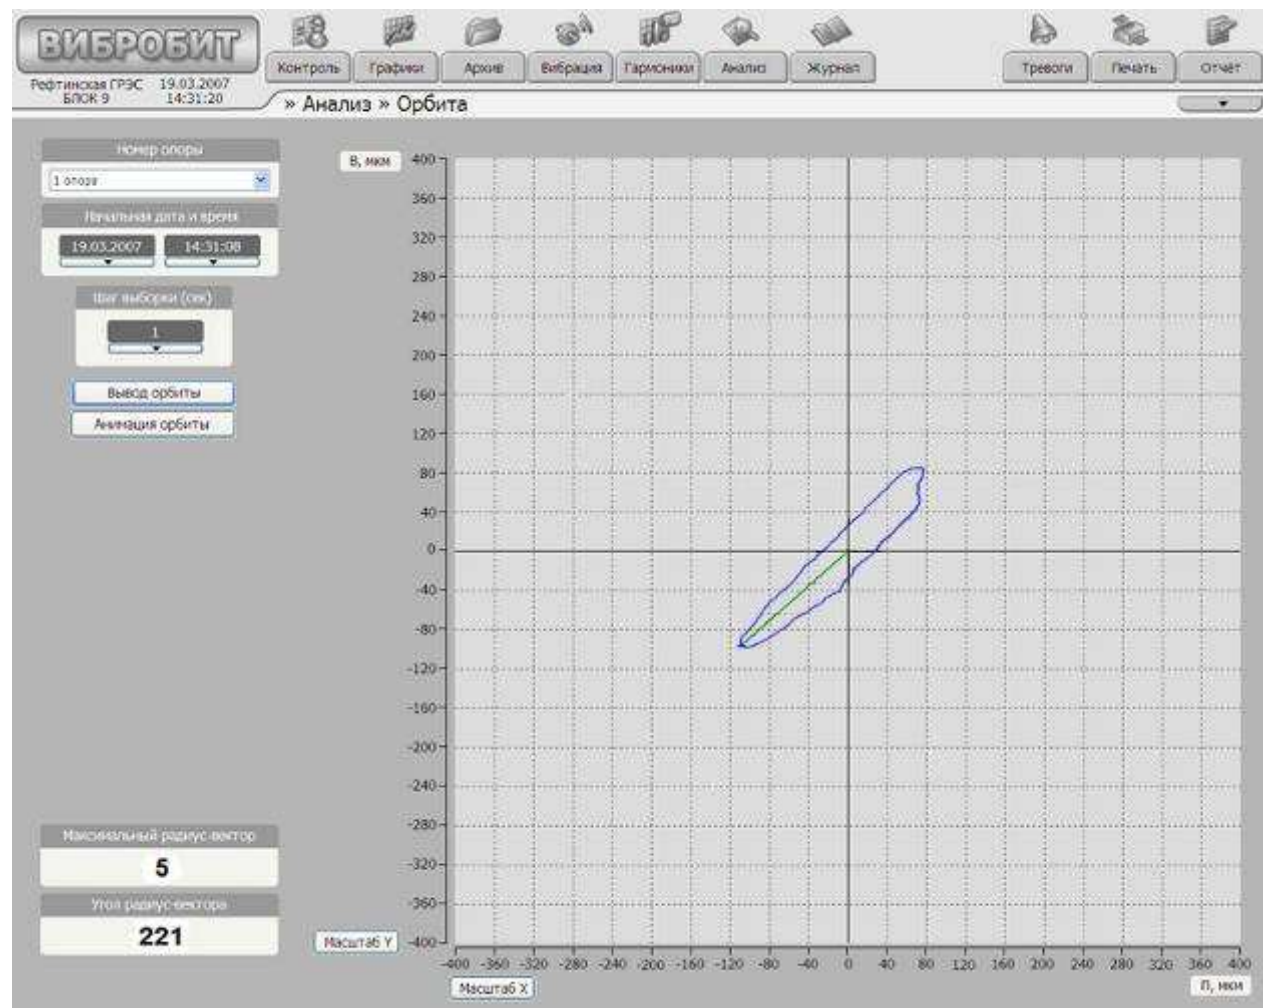 ВИБРОБИТ
Рефтинская ГРЭС 19.03.2007
БЛОК 9 14:31:20
Контроль Графики Архив Вибрация Гармоники Анализ Журнал Тревоги Печать Отчет
» Анализ » Орбита
Номер опоры
1 опора
Начальная дата и время
19.03.2007 14:31:08
Шаг выборки (сек)
1
Вывод орбиты
Анимация орбиты
Максимальный радиус-вектор
5
Угол радиус-вектора
221
В, мкм
400
360
320
280
240
200
160
120
80
40
0
-40
-80
-120
-160
-200
-240
-280
-320
-360
-400
Масштаб Y
-400 -360 -320 -280 -240 -200 -160 -120 -80 -40 0 40 80 120 160 200 240 280 320 360 400
Масштаб X
П, мкм